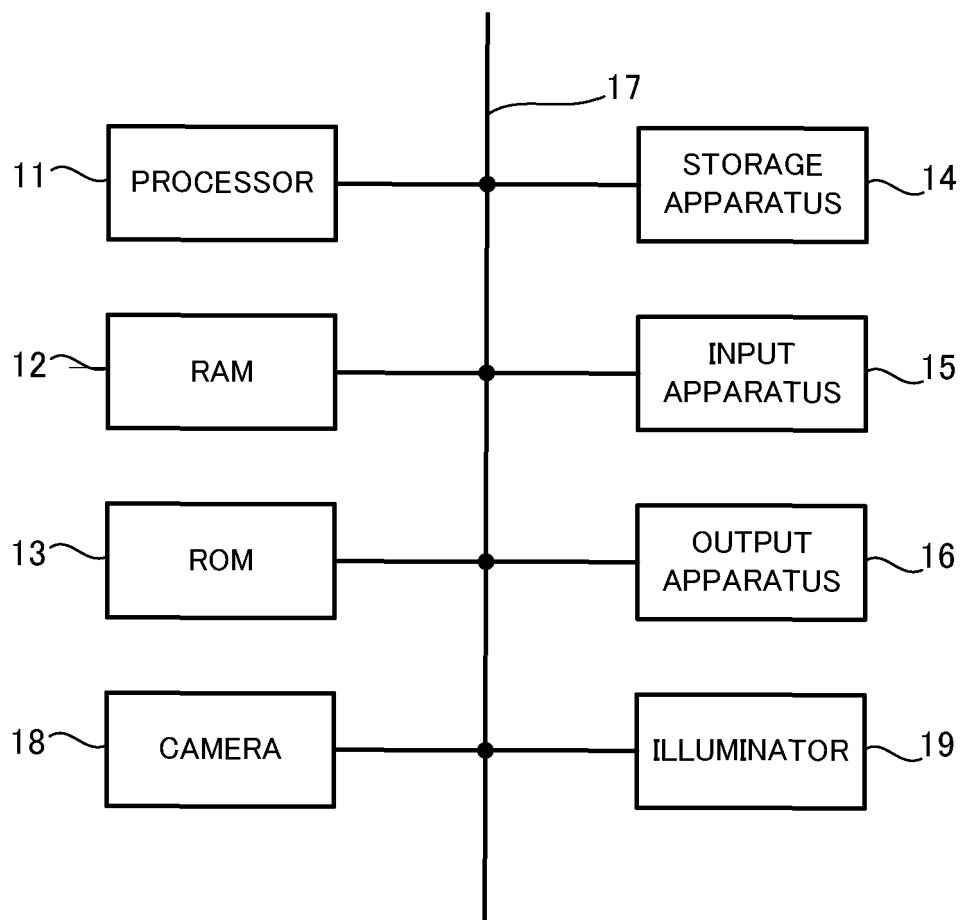 17
11
PROCESSOR
STORAGE
APPARATUS
14
12
RAM
INPUT
APPARATUS
15
13
ROM
OUTPUT
APPARATUS
16
18
CAMERA
ILLUMINATOR
19